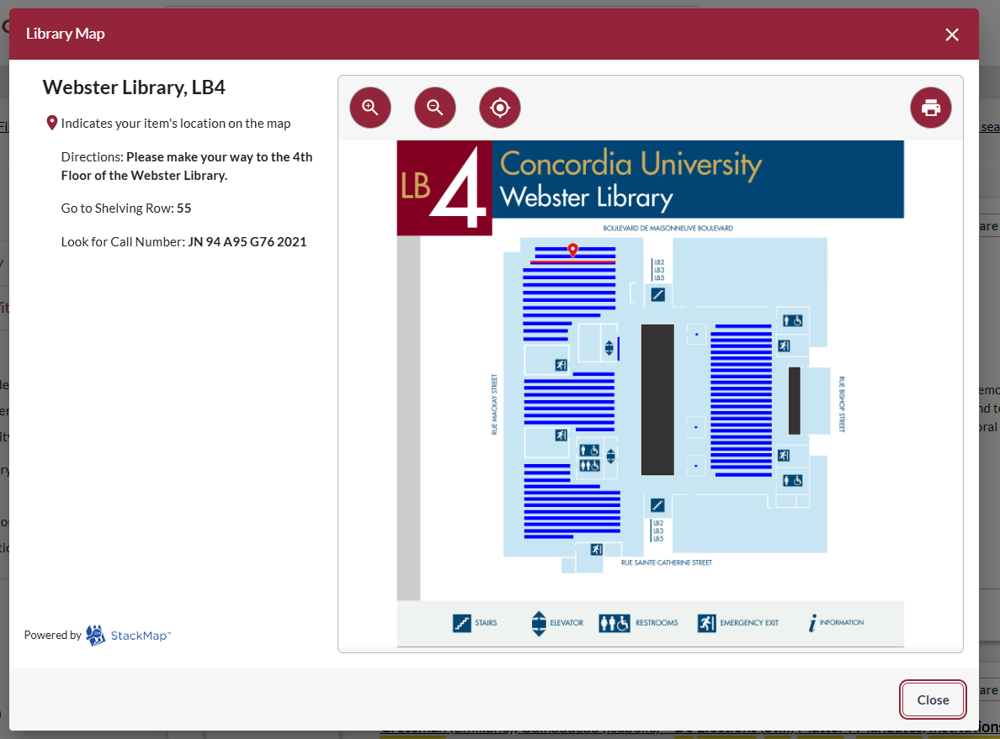 Library Map
Webster Library, LB4
Indicates your item's location on the map
Directions: Please make your way to the 4th
Floor of the Webster Library.
Go to Shelving Row: 55
Look for Call Number: JN 94 A95 G76 2021
Powered by StackMap™
LB 4 Concordia University
Webster Library
BOULEVARD DE MAISONNEUVE BOULEVARD
LB2
LB3
LB5
RUE MACKAY STREET
RUE BISHOP STREET
LB2
LB3
LB5
RUE SAINTE-CATHERINE STREET
STAIRS
ELEVATOR
RESTROOMS
EMERGENCY EXIT
i INFORMATION
Close